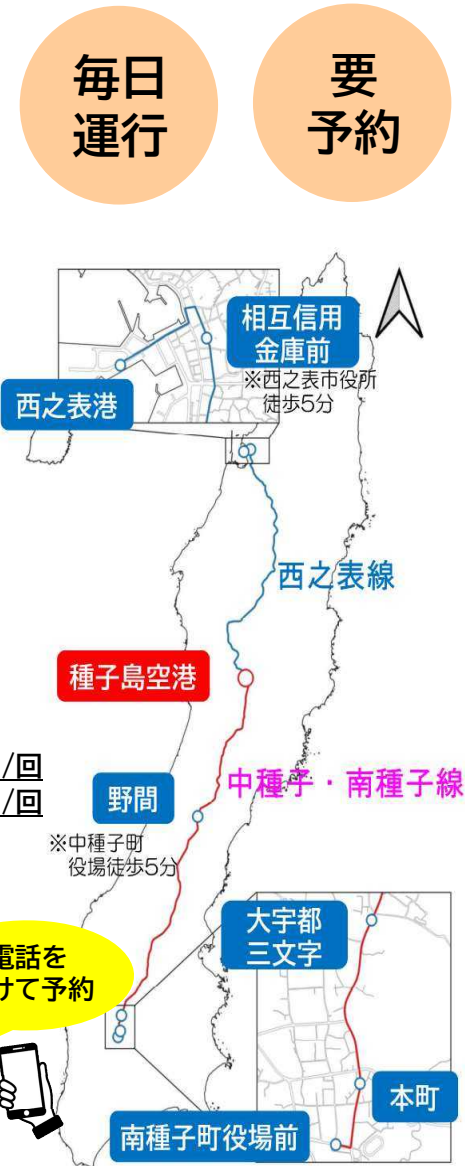 毎日
運行
要
予約
相互信用
金庫前
※西之表市役所
徒歩5分
西之表港
西之表線
種子島空港
/回
/回
中種子・南種子線
野間
※中種子町
役場徒歩5分
大宇都
三文字
電話を
けて予約
本町
南種子町役場前